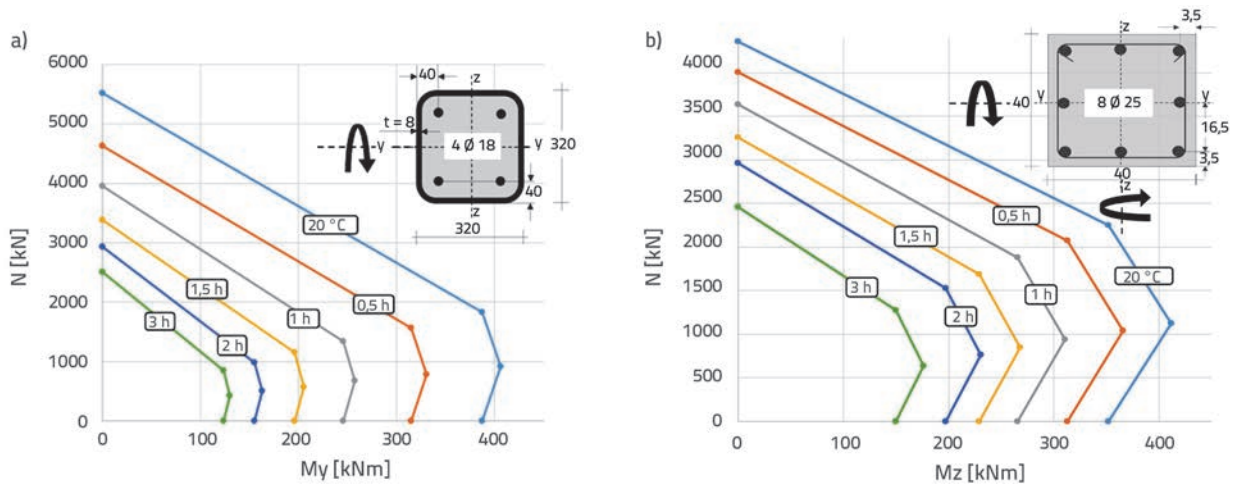 a)
N [kN]
6000
5000
4000
3000
2000
1000
0
0 100 200 300 400
My [kNm]
20 °C
0,5 h
1 h
1,5 h
2 h
3 h
40
z
t = 8
y
4 Ø 18
y
320
40
z
320
b)
N [kN]
4000
3500
3000
2500
2000
1500
1000
500
0
0 100 200 300 400
Mz [kNm]
0,5 h
20 °C
1,5 h
1 h
3 h
2 h
z
3,5
40
y
8 Ø 25
y
16,5
3,5
40
z